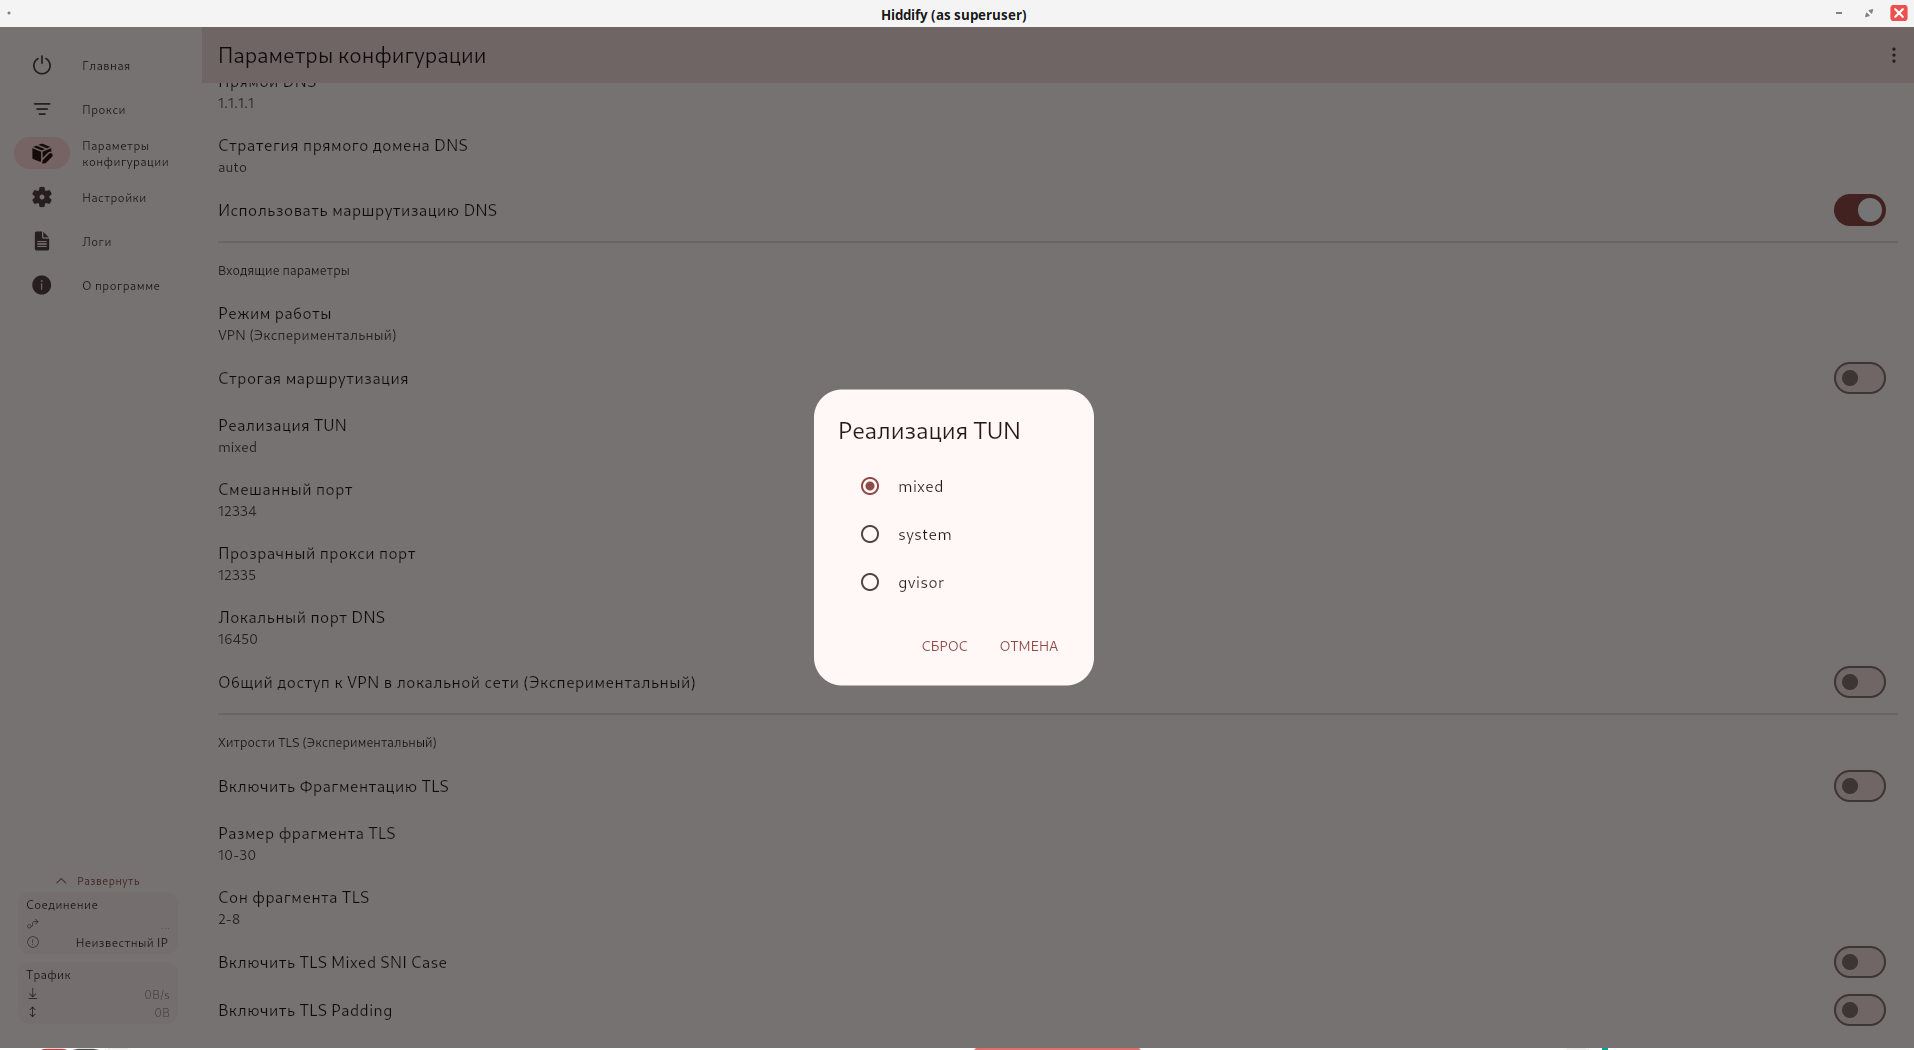 Hiddify (as superuser)
Главная
Прокси
Параметры
конфигурации
Настройки
Логи
О программе
Развернуть
Соединение
...
Неизвестный IP
Трафик
0B/s
0B
Параметры конфигурации
Прямой DNS
1.1.1.1
Стратегия прямого домена DNS
auto
Использовать маршрутизацию DNS
Входящие параметры
Режим работы
VPN (Экспериментальный)
Строгая маршрутизация
Реализация TUN
mixed
Смешанный порт
12334
Прозрачный прокси порт
12335
Локальный порт DNS
16450
Общий доступ к VPN в локальной сети (Экспериментальный)
Хитрости TLS (Экспериментальный)
Включить Фрагментацию TLS
Размер фрагмента TLS
10-30
Сон фрагмента TLS
2-8
Включить TLS Mixed SNI Case
Включить TLS Padding
Реализация TUN
mixed
system
gvisor
СБРОС
ОТМЕНА